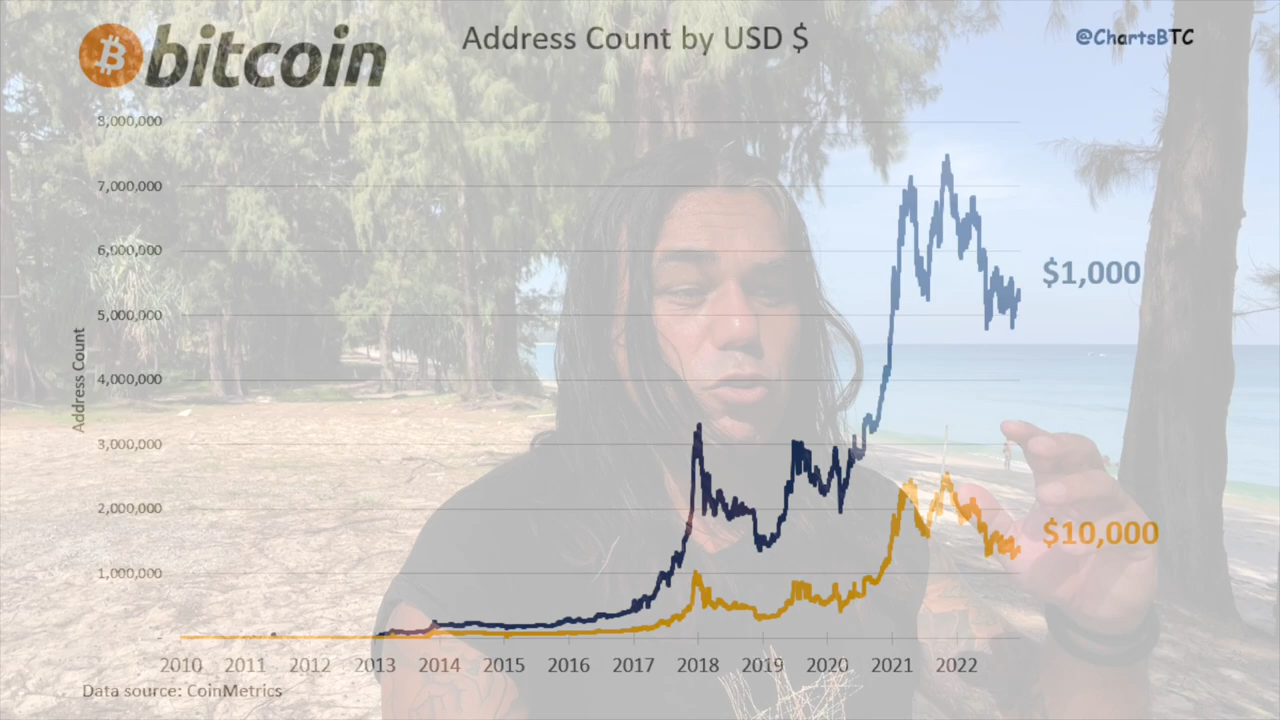 bitcoin
Address Count by USD $
@ChartsBTC
8,000,000
7,000,000
6,000,000
5,000,000
4,000,000
3,000,000
2,000,000
1,000,000
-
Address Count
$1,000
$10,000
2010 2011 2012 2013 2014 2015 2016 2017 2018 2019 2020 2021 2022
Data source: CoinMetrics